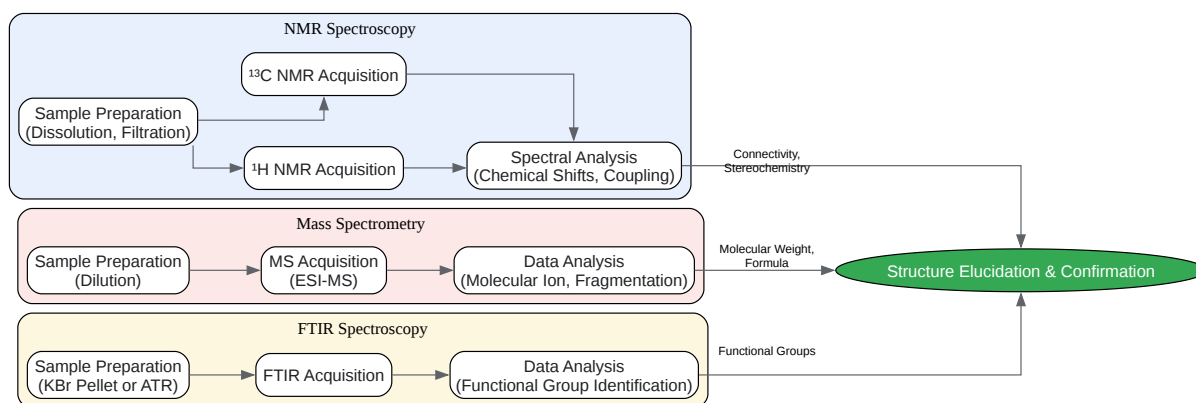 NMR Spectroscopy
¹³C NMR Acquisition
Sample Preparation
(Dissolution, Filtration)
¹H NMR Acquisition
Spectral Analysis
(Chemical Shifts, Coupling)
Connectivity,
Stereochemistry
Mass Spectrometry
Sample Preparation
(Dilution)
MS Acquisition
(ESI-MS)
Data Analysis
(Molecular Ion, Fragmentation)
Molecular Weight,
Formula
Structure Elucidation & Confirmation
FTIR Spectroscopy
Sample Preparation
(KBr Pellet or ATR)
FTIR Acquisition
Data Analysis
(Functional Group Identification)
Functional Groups